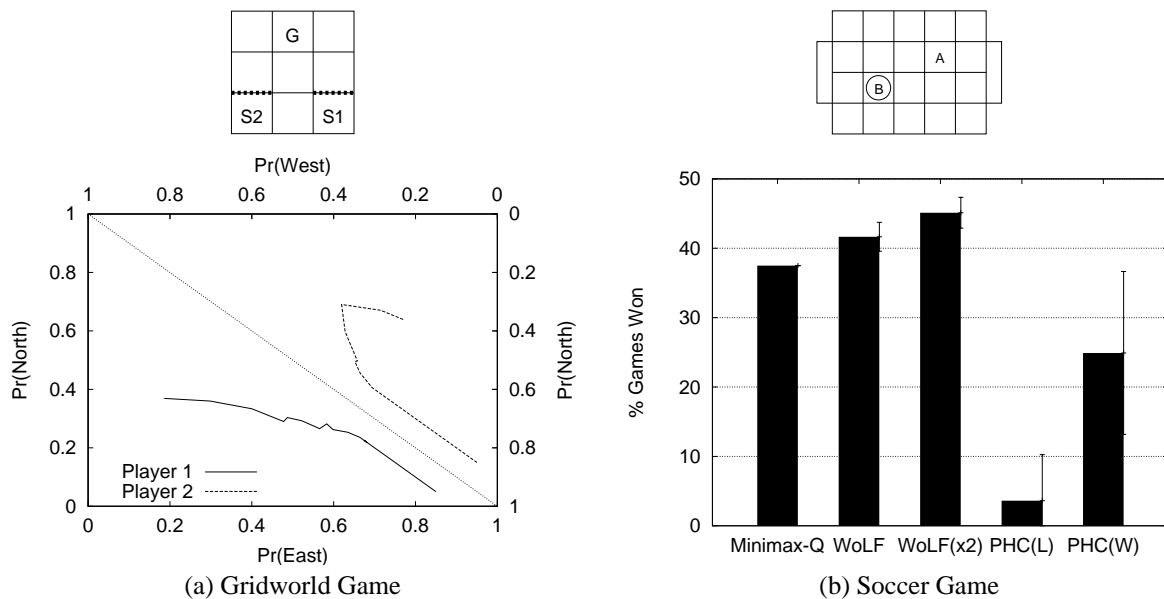 G
S2 S1
Pr(West)
1 0.8 0.6 0.4 0.2 0
1 0
0.8 0.2
0.6 0.4
0.4 0.6
0.2 0.8
0 1
Pr(North)
Pr(North)
Player 1
Player 2
0 0.2 0.4 0.6 0.8 1
Pr(East)
(a) Gridworld Game
A
B
50
40
30
20
10
0
% Games Won
Minimax-Q WoLF WoLF(x2) PHC(L) PHC(W)
(b) Soccer Game